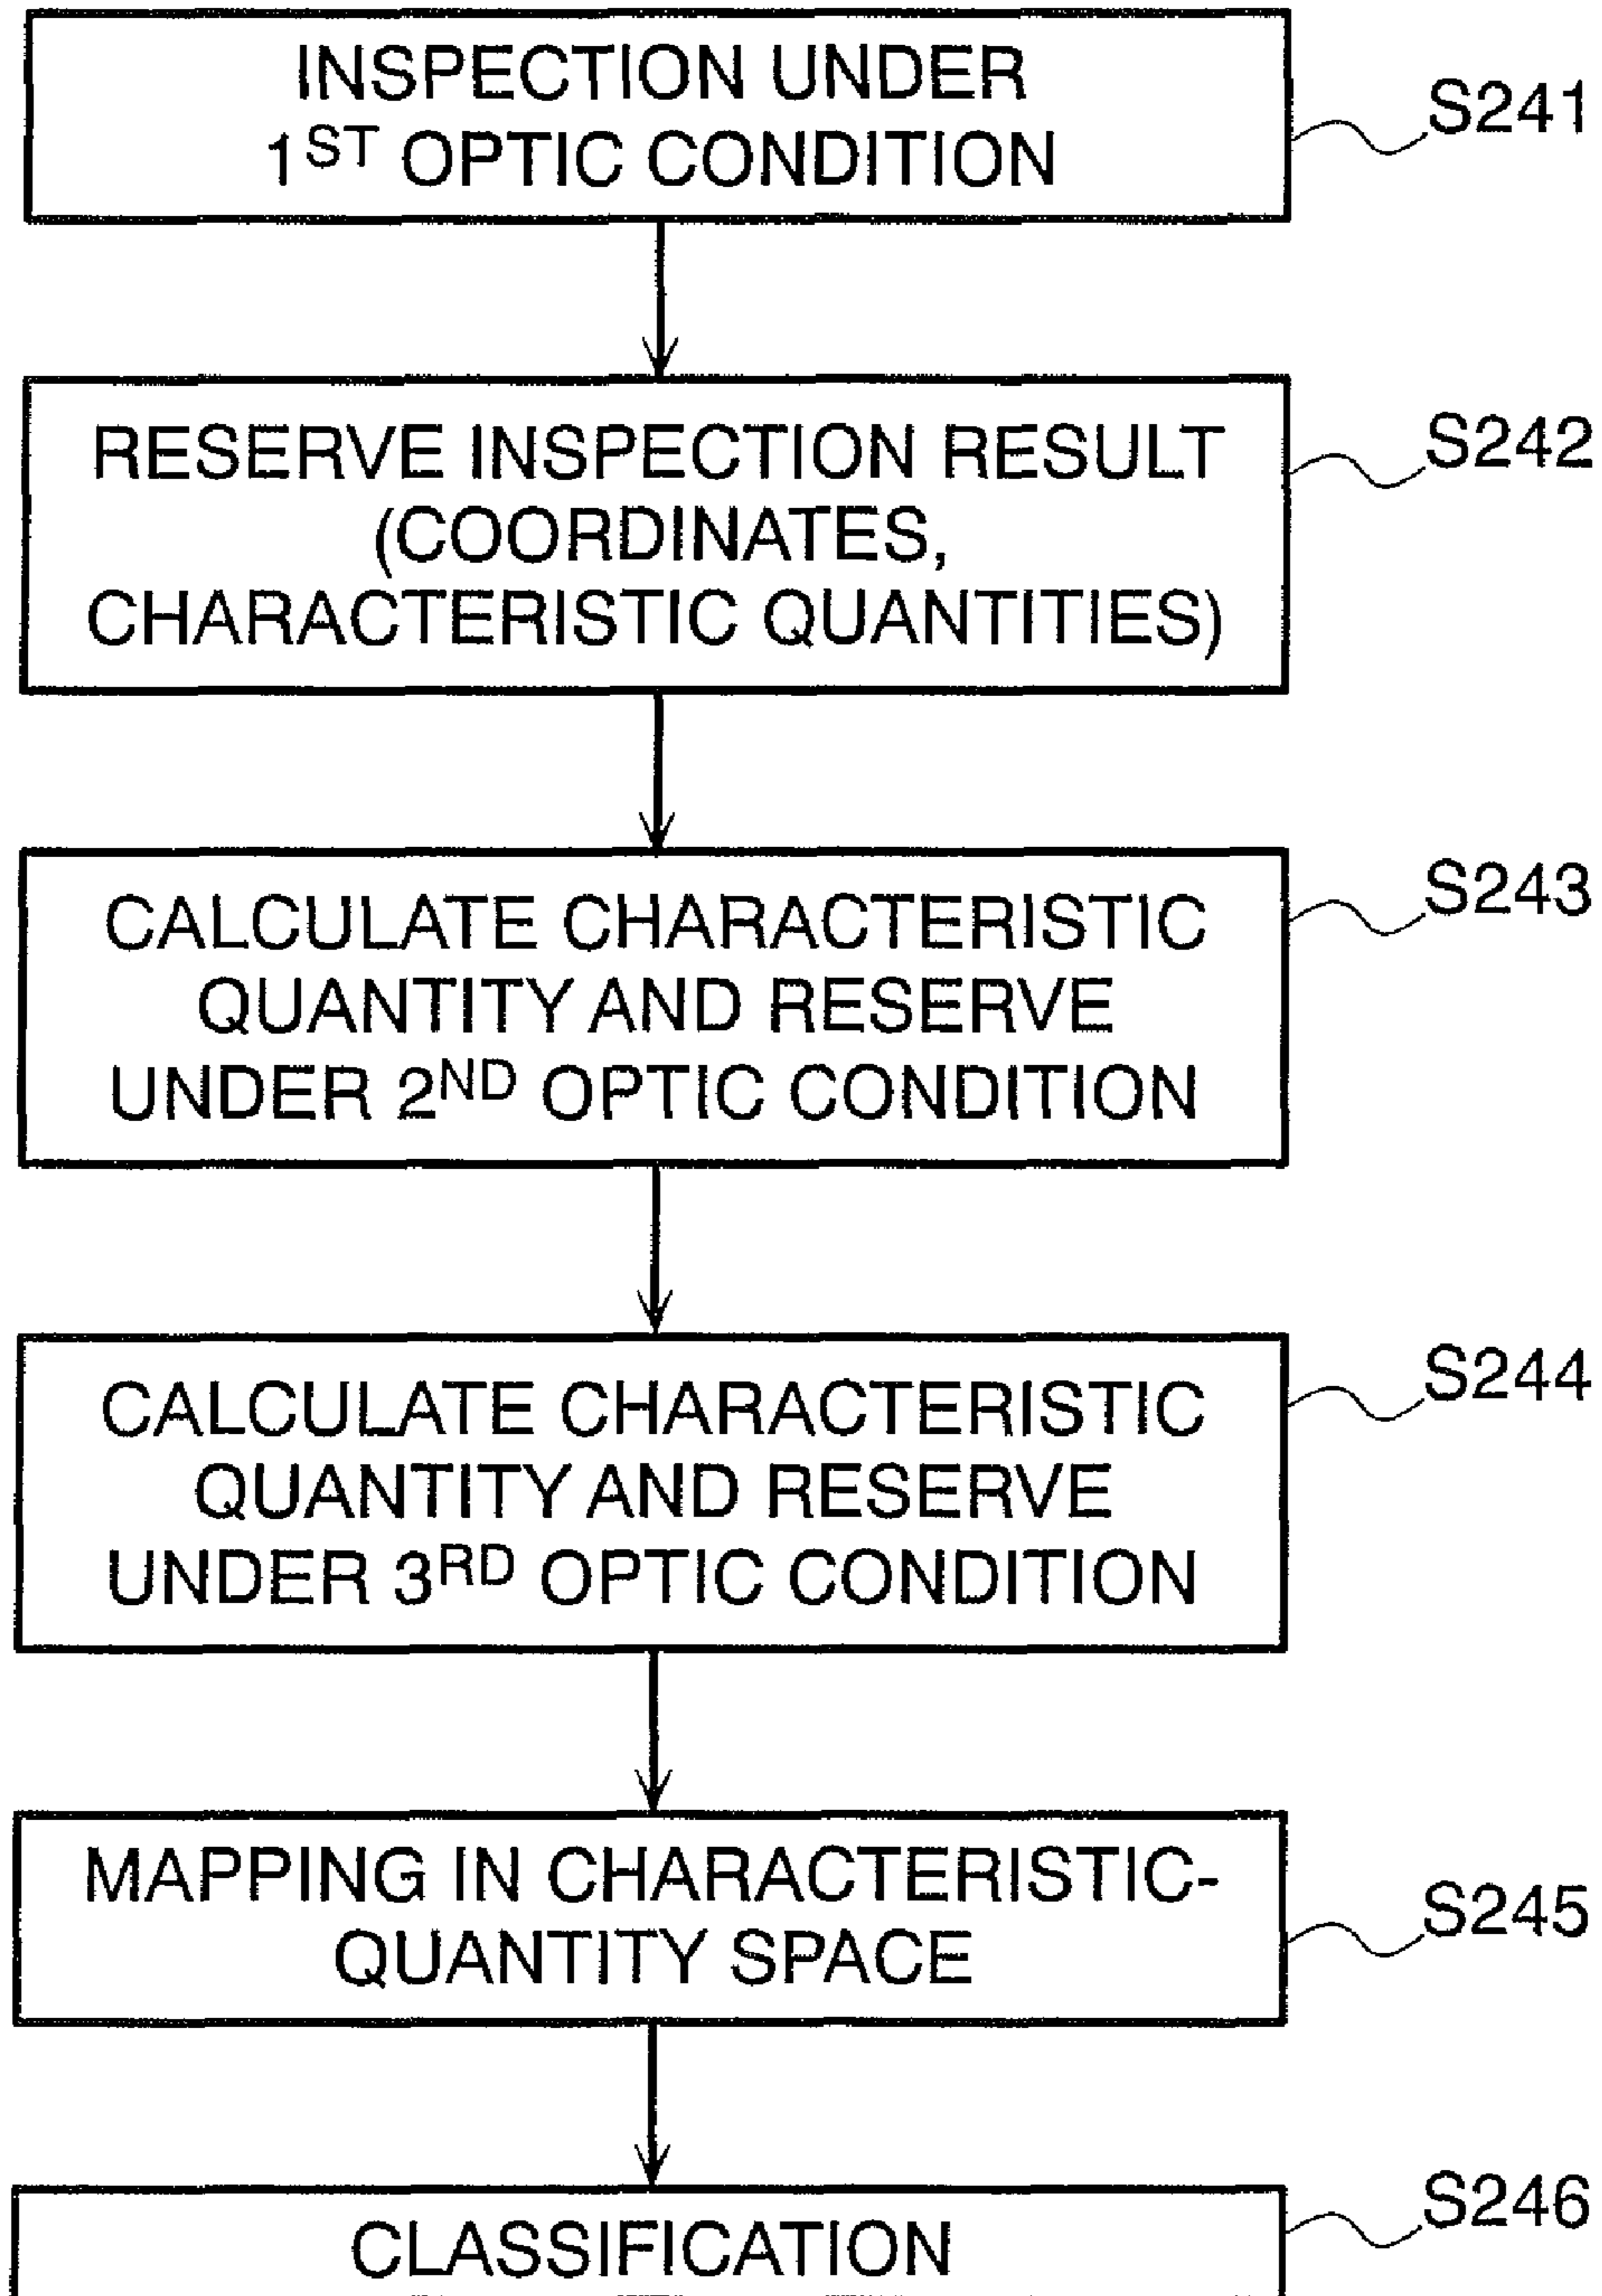 INSPECTION UNDER
1ST OPTIC CONDITION
S241
RESERVE INSPECTION RESULT
(COORDINATES,
CHARACTERISTIC QUANTITIES)
S242
CALCULATE CHARACTERISTIC
QUANTITY AND RESERVE
UNDER 2ND OPTIC CONDITION
S243
CALCULATE CHARACTERISTIC
QUANTITY AND RESERVE
UNDER 3RD OPTIC CONDITION
S244
MAPPING IN CHARACTERISTIC-
QUANTITY SPACE
S245
CLASSIFICATION
S246